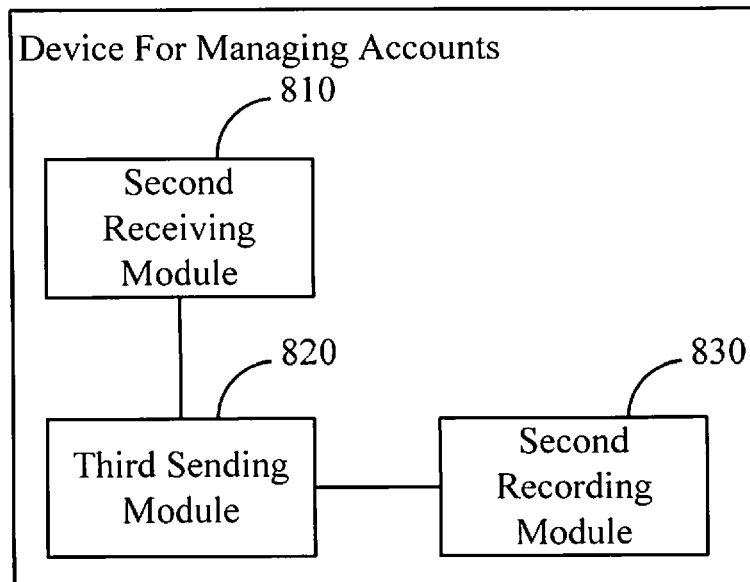 Device For Managing Accounts
810
Second
Receiving
Module
820
830
Third Sending
Module
Second
Recording
Module